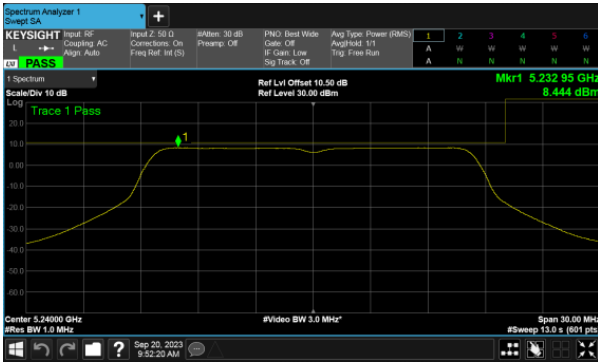 Spectrum Analyzer 1
Swept SA
KEYSIGHT
L
LXI
PASS
Input: RF
Coupling: AC
Align: Auto
Input Z: 50 Ω
Corrections: On
Freq Ref: Int (S)
#Atten: 30 dB
Preamp: Off
PNO: Best Wide
Gate: Off
IF Gain: Low
Sig Track: Off
Avg Type: Power (RMS)
Avg|Hold: 1/1
Trig: Free Run
1 2 3 4 5 6
A W W W W W
A N N N N N
1 Spectrum
Scale/Div 10 dB
Ref Lvl Offset 10.50 dB
Ref Level 30.00 dBm
Mkr1 5.232 95 GHz
8.444 dBm
Log
Trace 1 Pass
1
20.0
10.0
0.00
-10.0
-20.0
-30.0
-40.0
-50.0
-60.0
Center 5.24000 GHz
#Res BW 1.0 MHz
#Video BW 3.0 MHz*
Span 30.00 MHz
#Sweep 13.0 s (601 pts)
?
Sep 20, 2023
9:52:20 AM